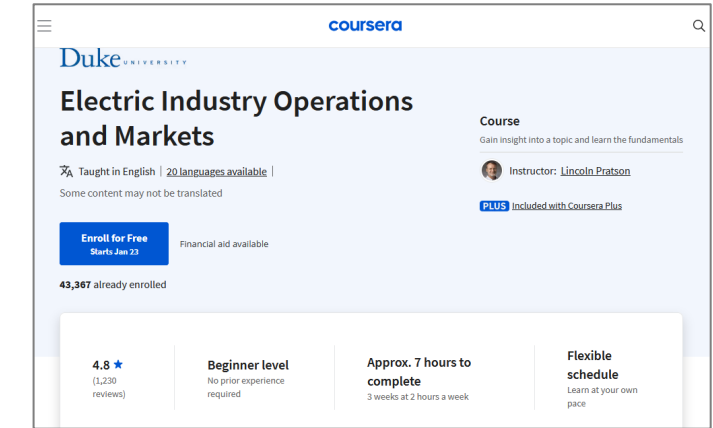 coursera
Duke UNIVERSITY
Electric Industry Operations
and Markets
Taught in English | 20 languages available |
Some content may not be translated
Enroll for Free
Starts Jan 23
Financial aid available
43,367 already enrolled
Course
Gain insight into a topic and learn the fundamentals
Instructor: Lincoln Pratson
PLUS Included with Coursera Plus
4.8 ★
(1,230
reviews)
Beginner level
No prior experience
required
Approx. 7 hours to
complete
3 weeks at 2 hours a week
Flexible
schedule
Learn at your own
pace